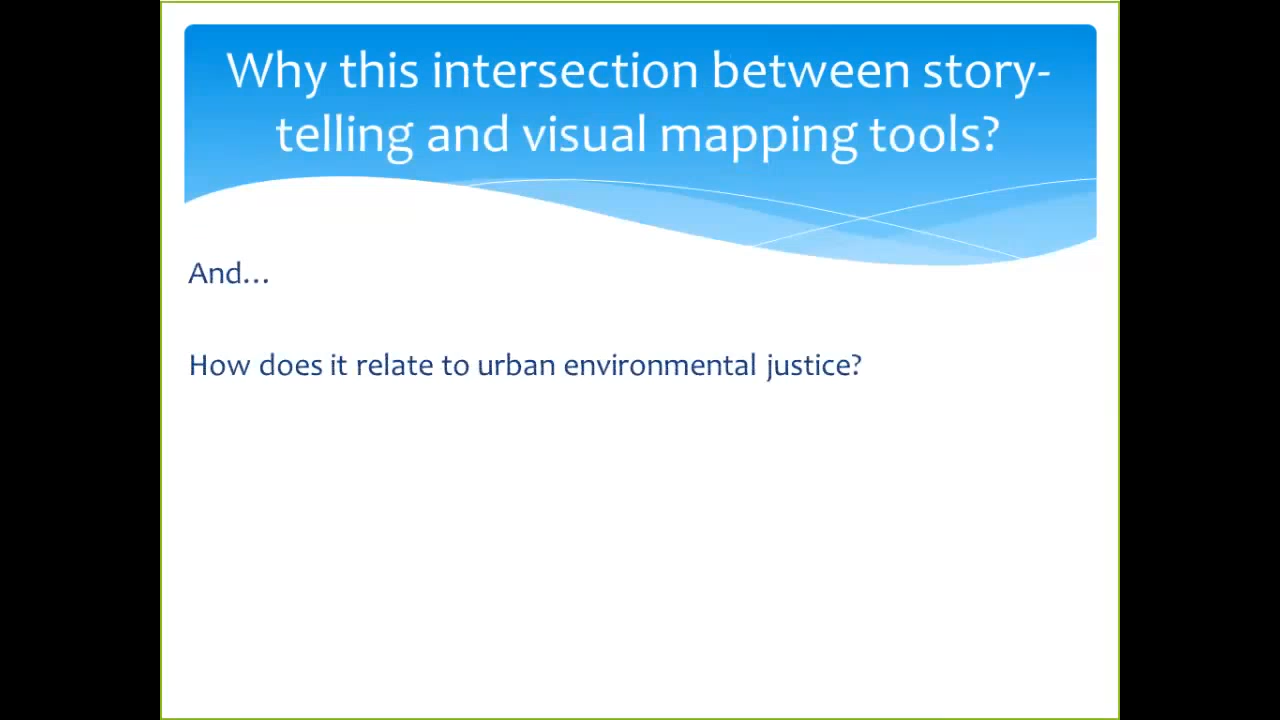 Why this intersection between story-
telling and visual mapping tools?
And…
How does it relate to urban environmental justice?